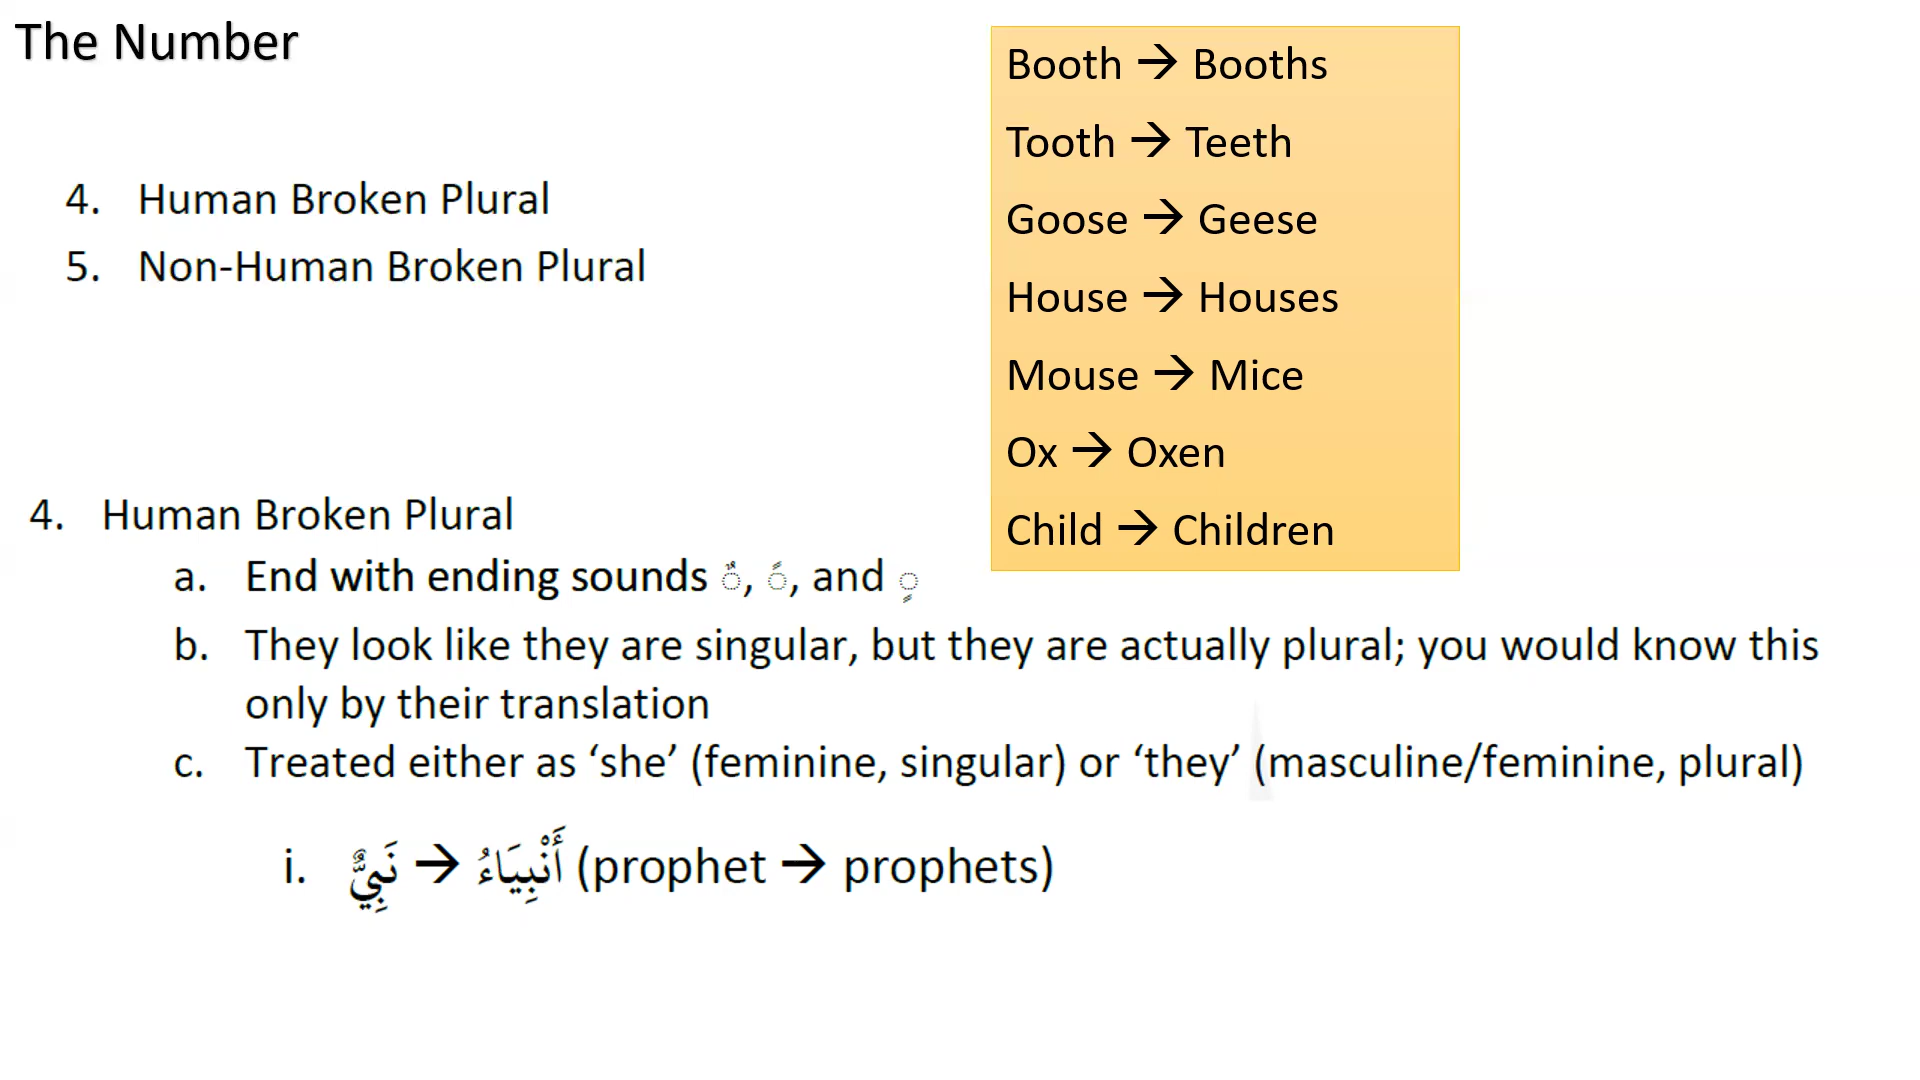 The Number
4. Human Broken Plural
5. Non-Human Broken Plural
Booth → Booths
Tooth → Teeth
Goose → Geese
House → Houses
Mouse → Mice
Ox → Oxen
Child → Children
4. Human Broken Plural
a. End with ending sounds ◌ٌ, ◌ً, and ◌ٍ
b. They look like they are singular, but they are actually plural; you would know this
only by their translation
c. Treated either as ‘she’ (feminine, singular) or ‘they’ (masculine/feminine, plural)
i. نَبِيٌّ → أَنْبِيَاءُ (prophet → prophets)